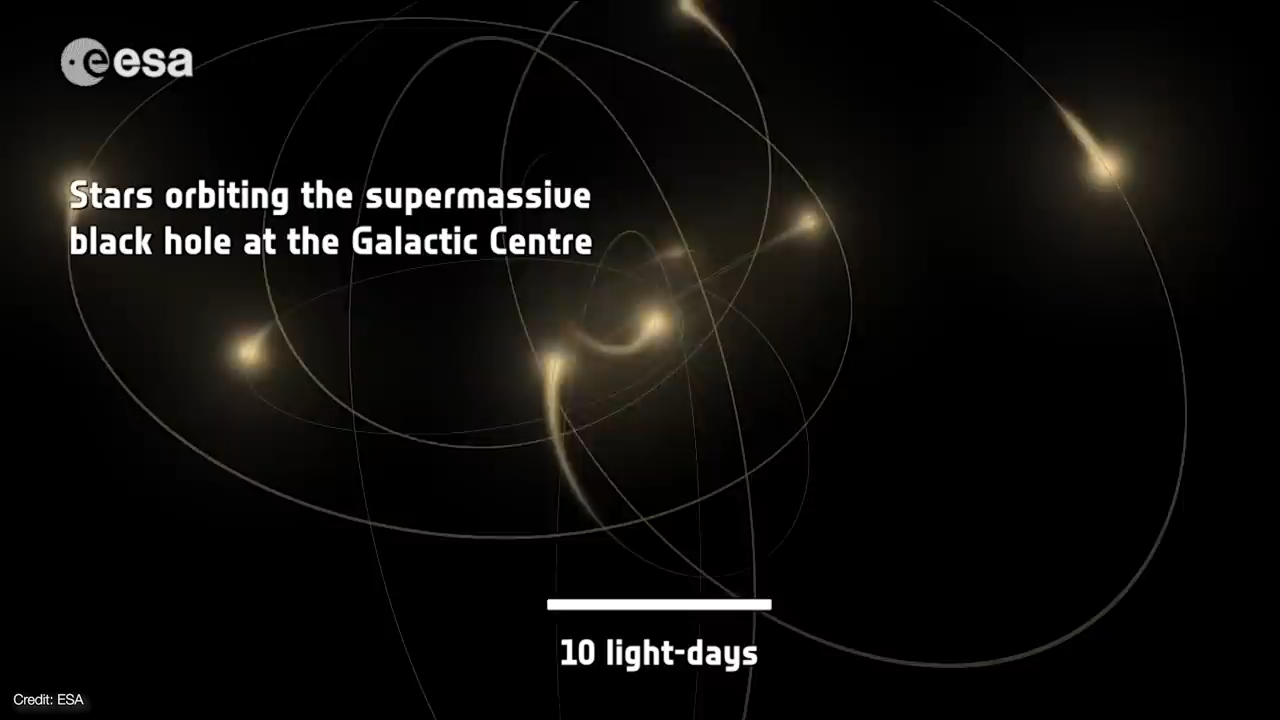 esa
Stars orbiting the supermassive
black hole at the Galactic Centre
10 light-days
Credit: ESA